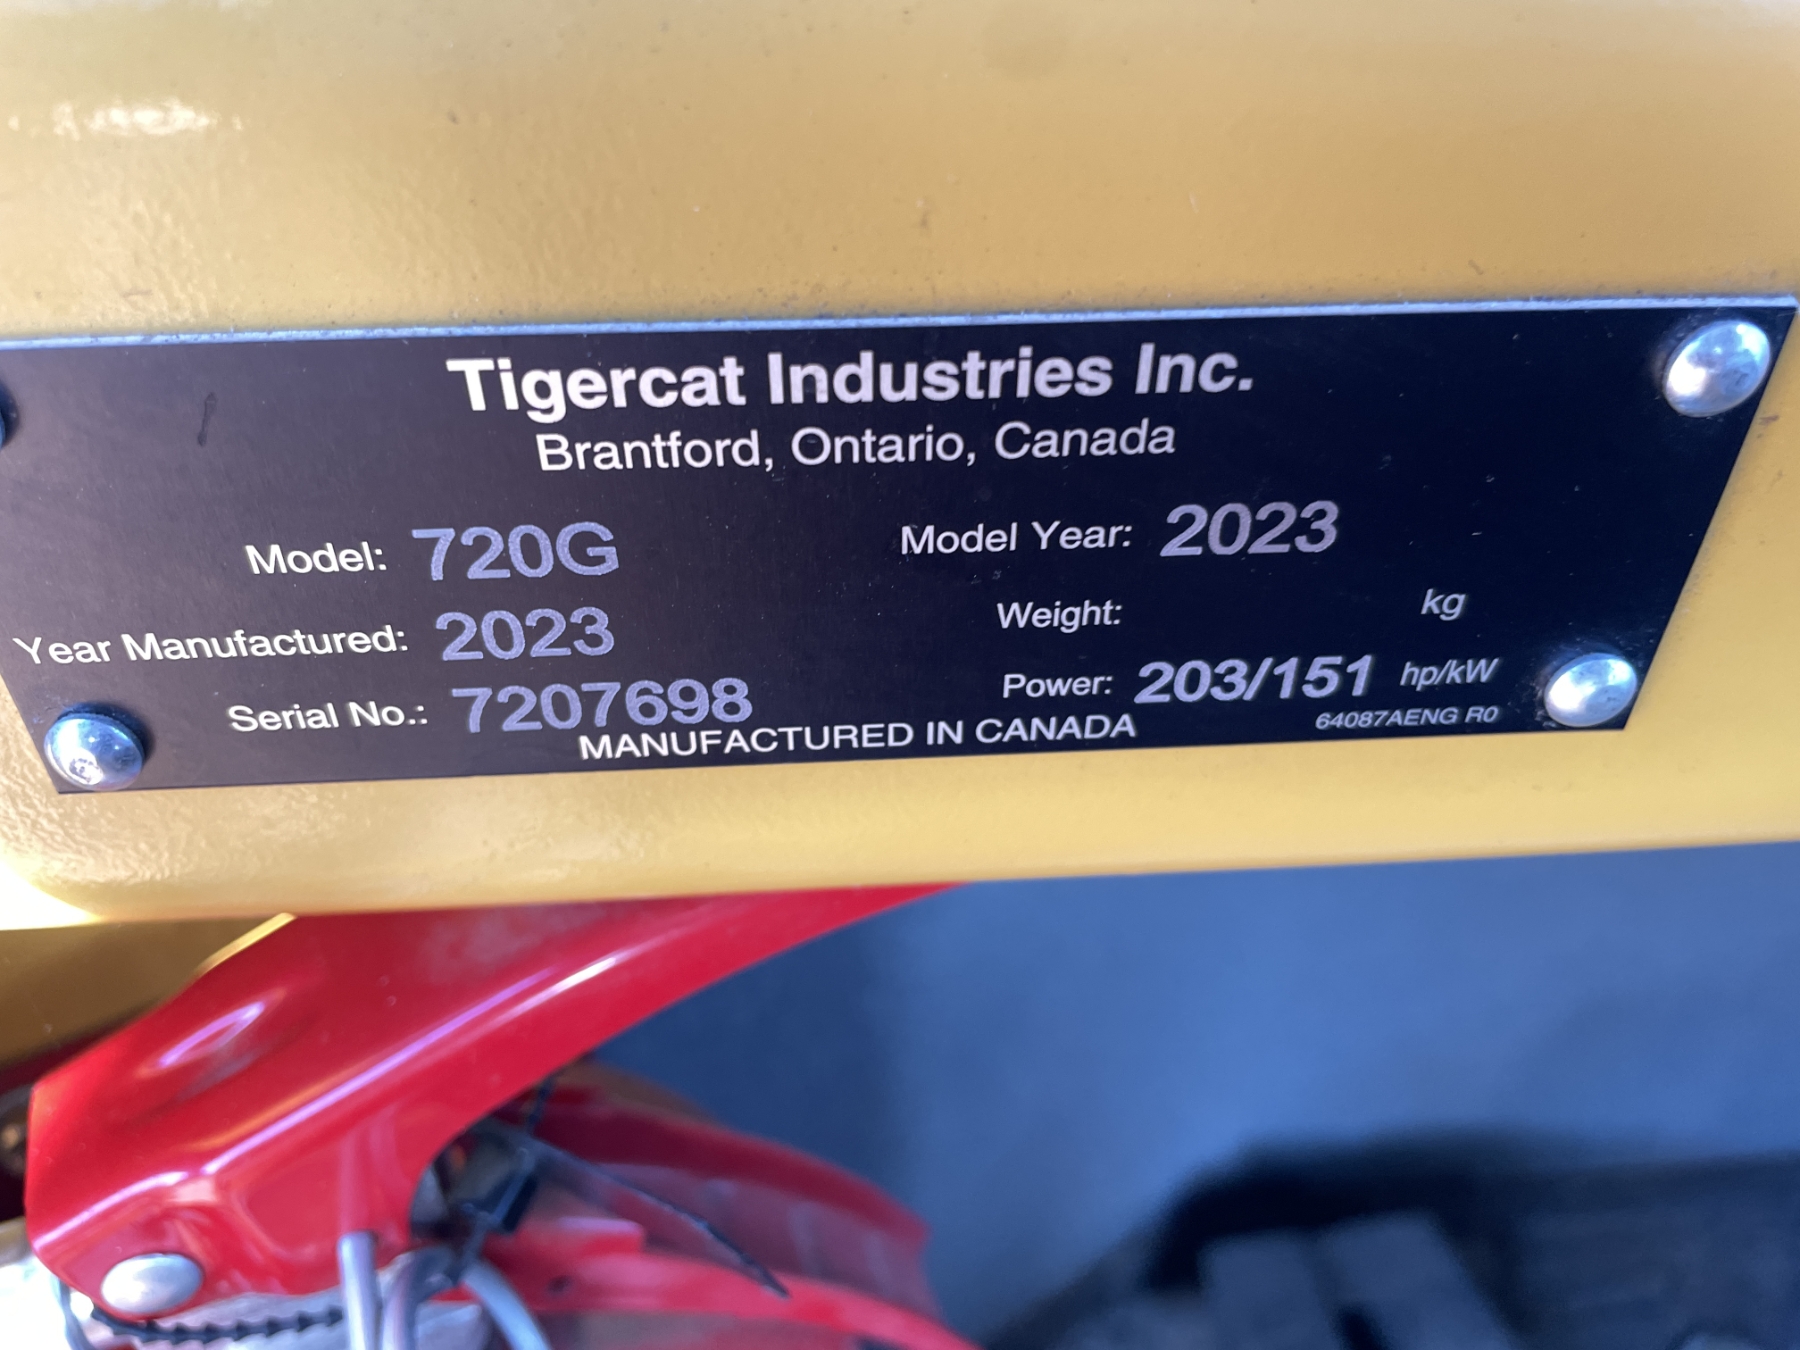 Tigercat Industries Inc.
Brantford, Ontario, Canada
Model: 720G
Model Year: 2023
Year Manufactured: 2023
Weight: kg
Serial No.: 7207698
Power: 203/151 hp/kW
MANUFACTURED IN CANADA
64087AENG R0